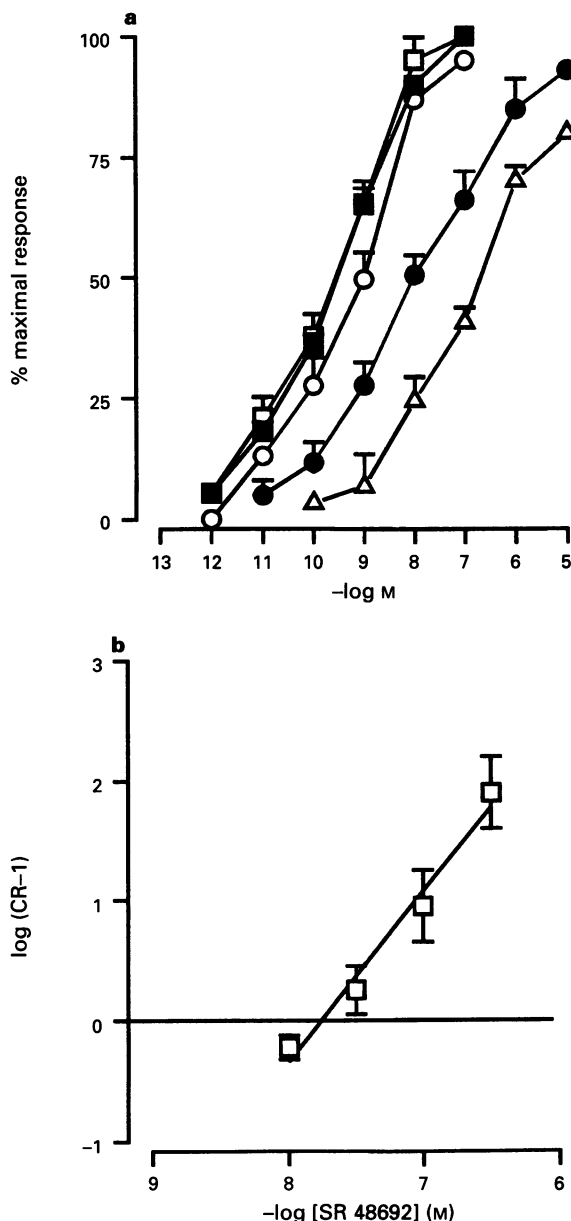 a
100
75
50
25
0
% maximal response
13 12 11 10 9 8 7 6 5
–log M
b
3
2
1
0
–1
log (CR–1)
9 8 7 6
–log [SR 48692] (M)